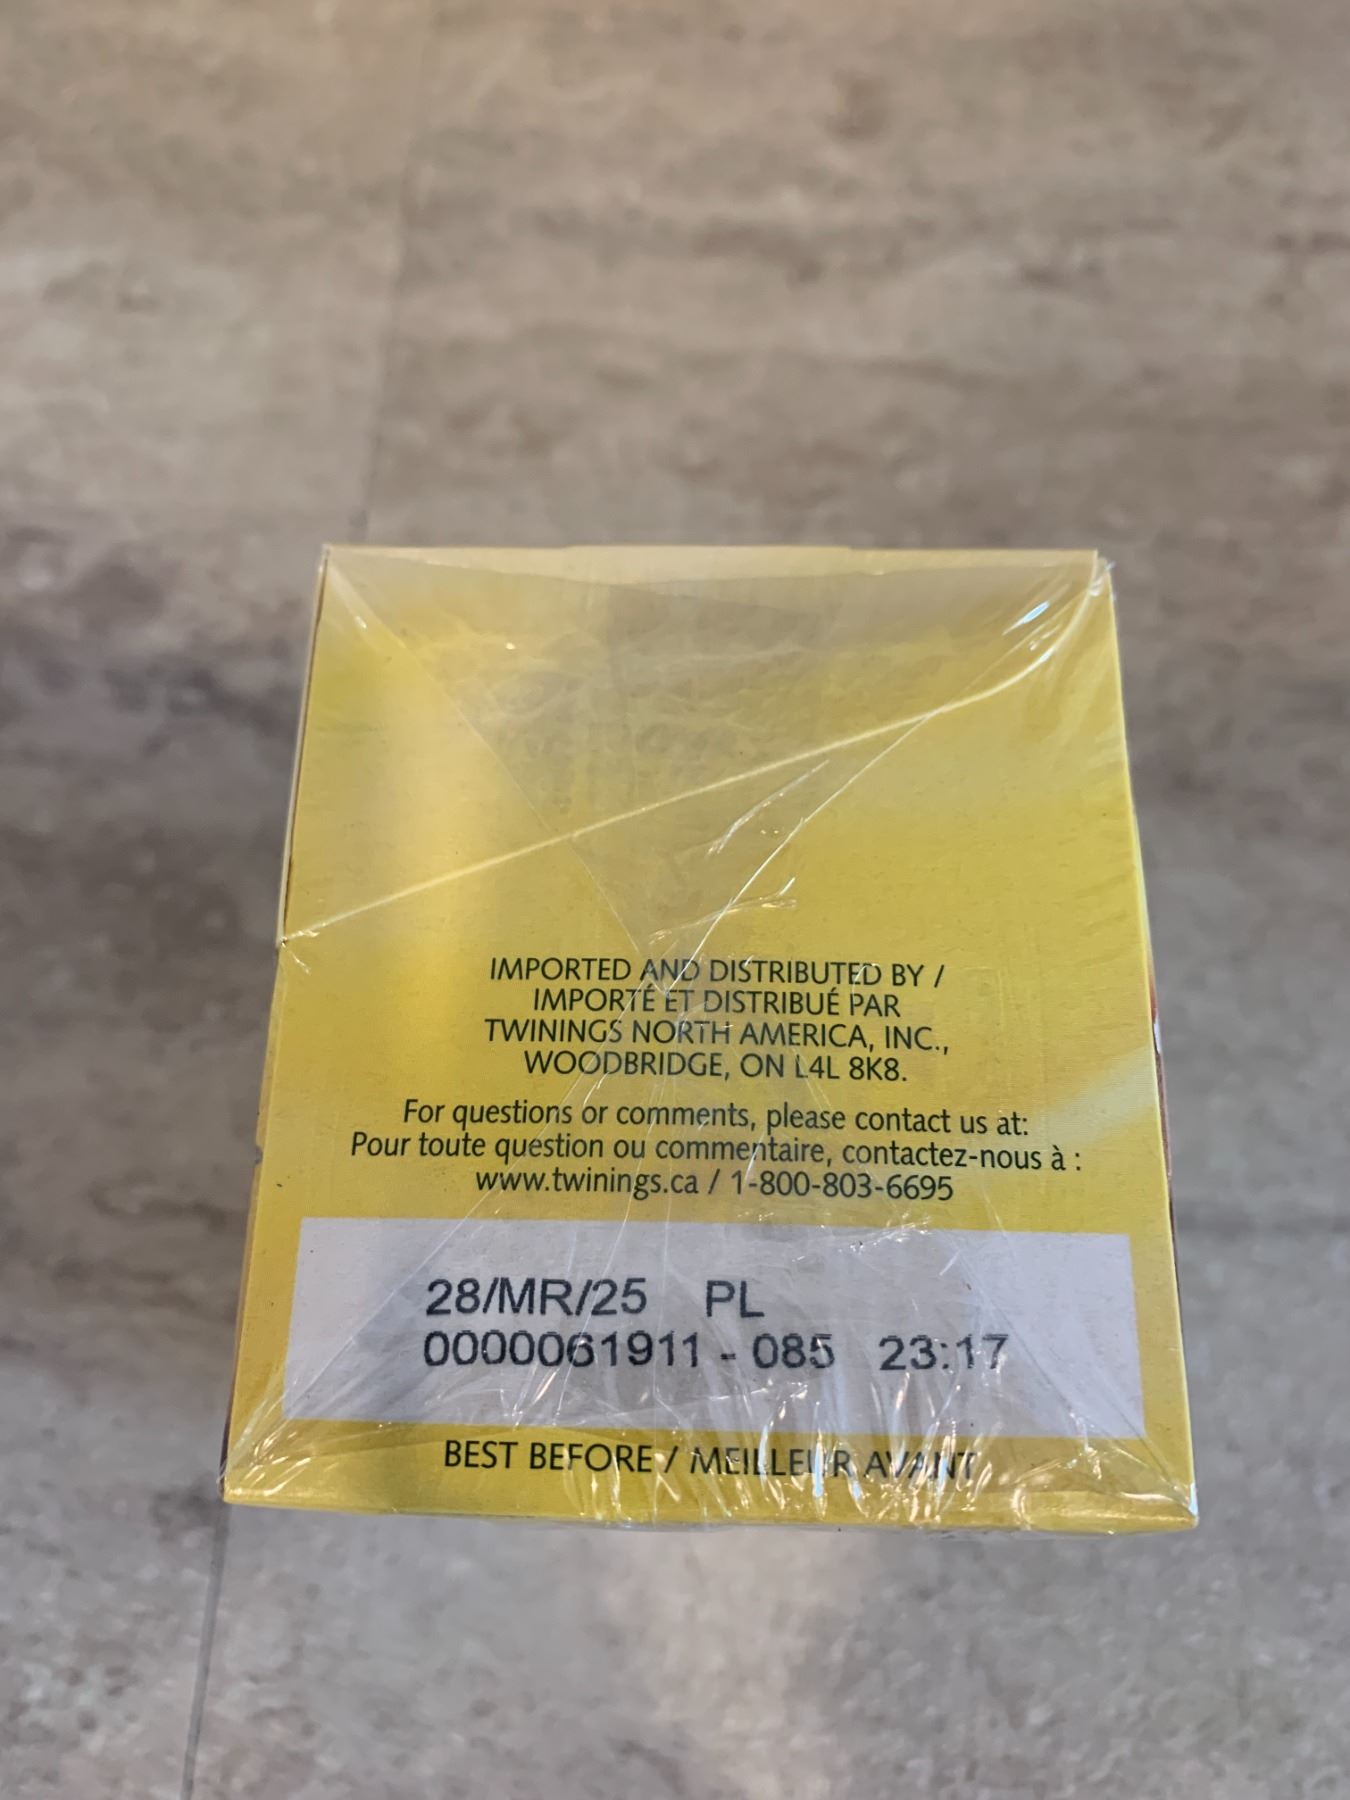 IMPORTED AND DISTRIBUTED BY /
IMPORTÉ ET DISTRIBUÉ PAR
TWININGS NORTH AMERICA, INC.,
WOODBRIDGE, ON L4L 8K8.
For questions or comments, please contact us at:
Pour toute question ou commentaire, contactez-nous à :
www.twinings.ca / 1-800-803-6695
28/MR/25 PL
0000061911 - 085 23:17
BEST BEFORE / MEILLEUR AVANT